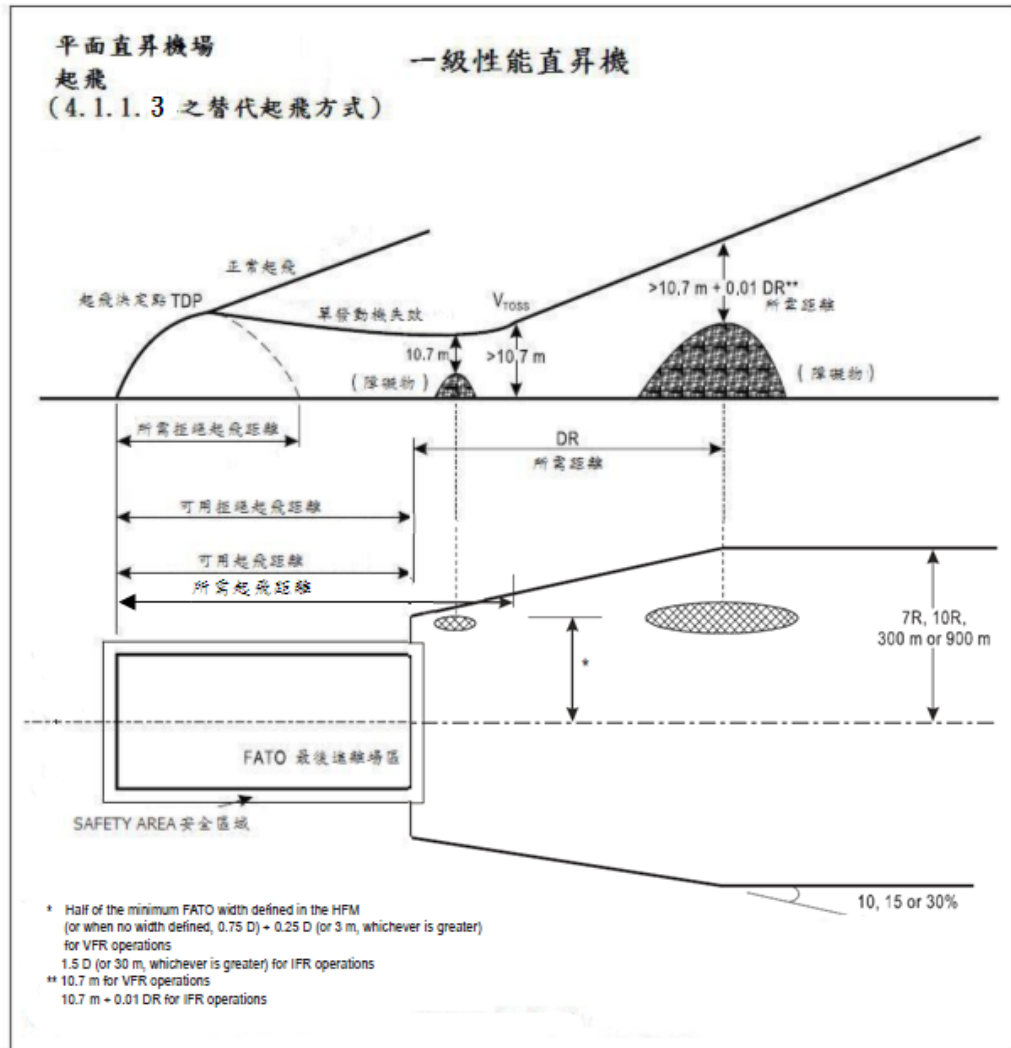 平面直昇機場
一級性能直昇機
起飛
(4.1.1.3 之替代起飛方式)
正常起飛
>10,7 m + 0,01 DR**
所需距離
起飛決定點 TDP
VTOSS
單發動機失效
10.7 m
>10,7 m
(障礙物)
(障礙物)
所需拒絕起飛距離
DR
所需距離
可用拒絕起飛距離
可用起飛距離
所需起飛距離
7R, 10R,
300 m or 900 m
*
FATO 最後進離場區
SAFETY AREA 安全區域
10, 15 or 30%
* Half of the minimum FATO width defined in the HFM
(or when no width defined, 0.75 D) + 0.25 D (or 3 m, whichever is greater)
for VFR operations
1.5 D (or 30 m, whichever is greater) for IFR operations
** 10.7 m for VFR operations
10.7 m + 0.01 DR for IFR operations